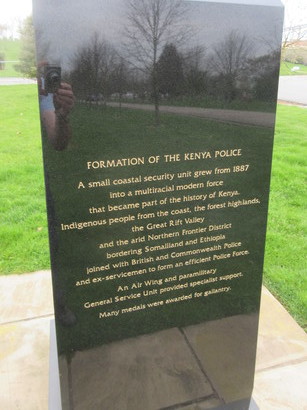 FORMATION OF THE KENYA POLICE
A small coastal security unit grew from 1887
into a multiracial modern force
that became part of the history of Kenya.
Indigenous people from the coast, the forest highlands,
the Great Rift Valley
and the arid Northern Frontier District
bordering Somaliland and Ethiopia
joined with British and Commonwealth Police
and ex-servicemen to form an efficient Police Force.
An Air Wing and paramilitary
General Service Unit provided specialist support.
Many medals were awarded for gallantry.